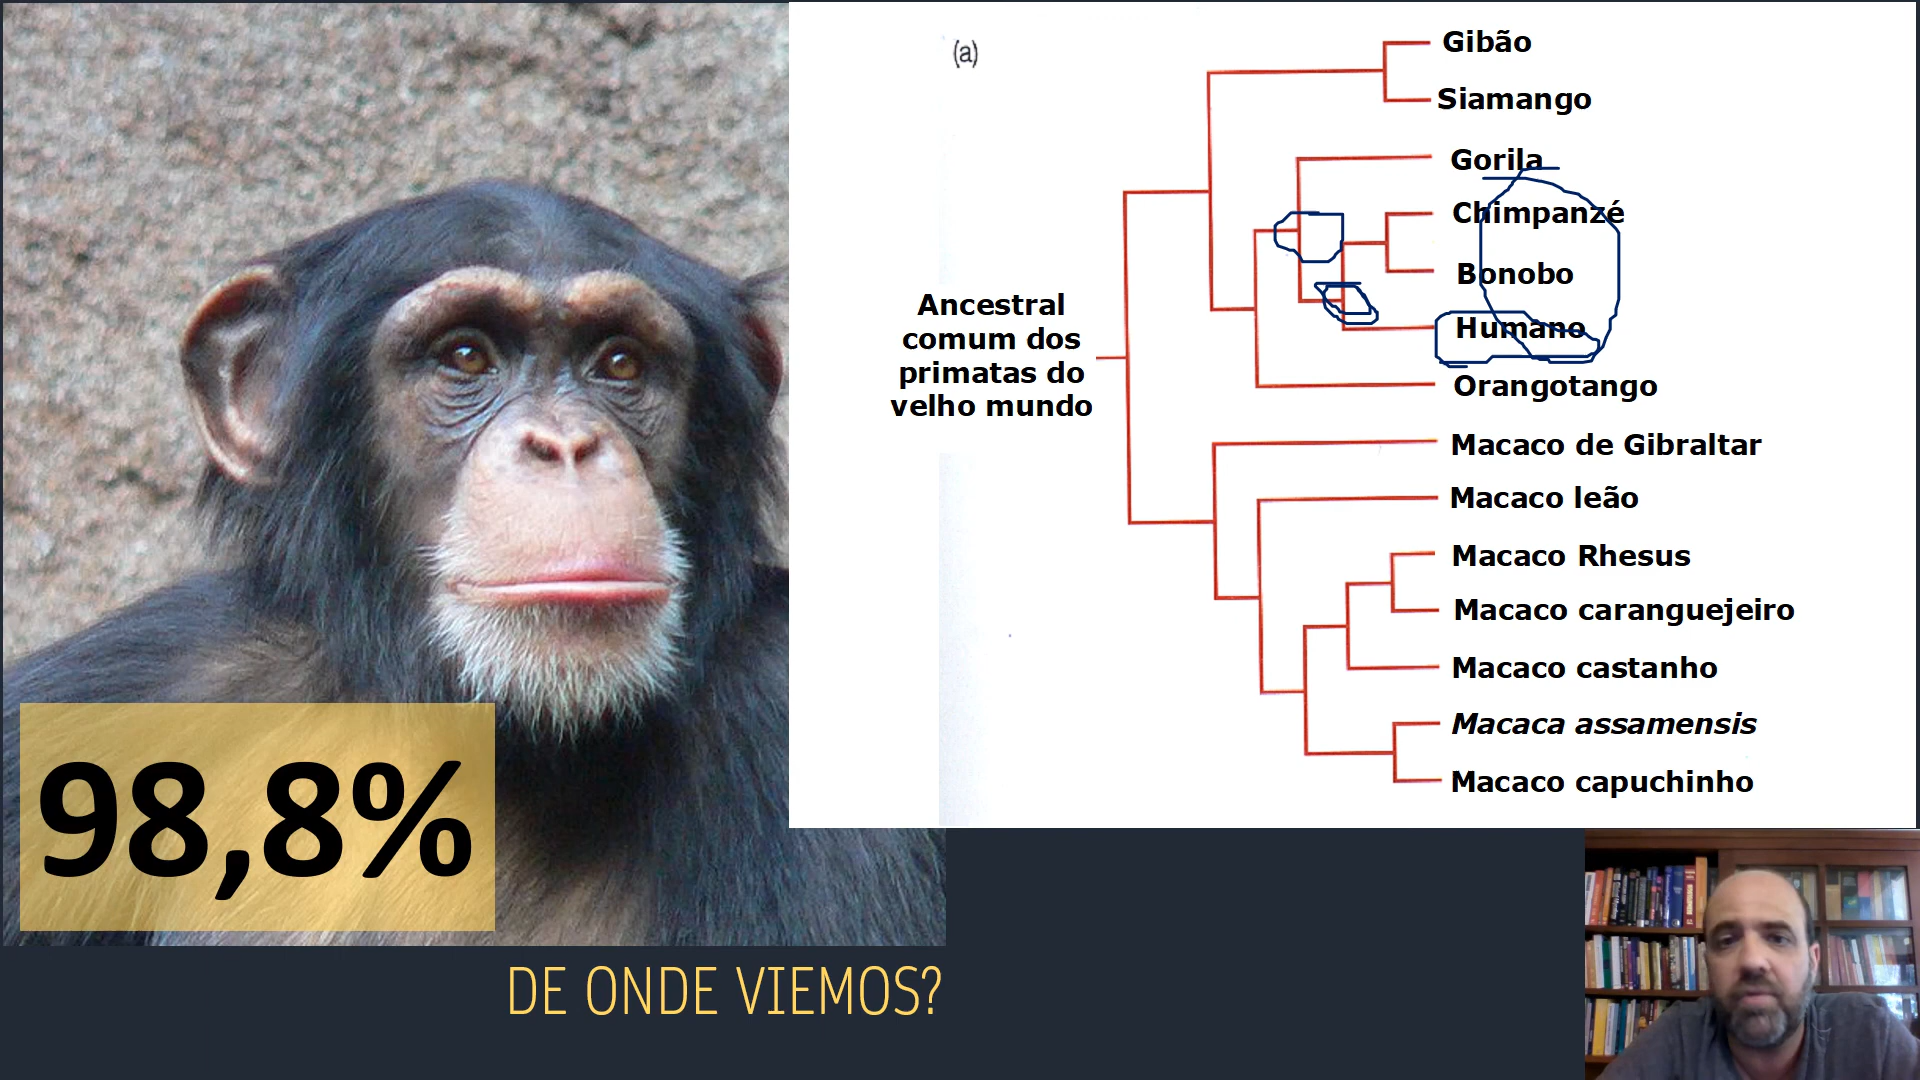 (a)
Gibão
Siamango
Gorila
Chimpanzé
Bonobo
Humano
Orangotango
Ancestral
comum dos
primatas do
velho mundo
Macaco de Gibraltar
Macaco leão
Macaco Rhesus
Macaco caranguejeiro
Macaco castanho
Macaca assamensis
Macaco capuchinho
98,8%
DE ONDE VIEMOS?